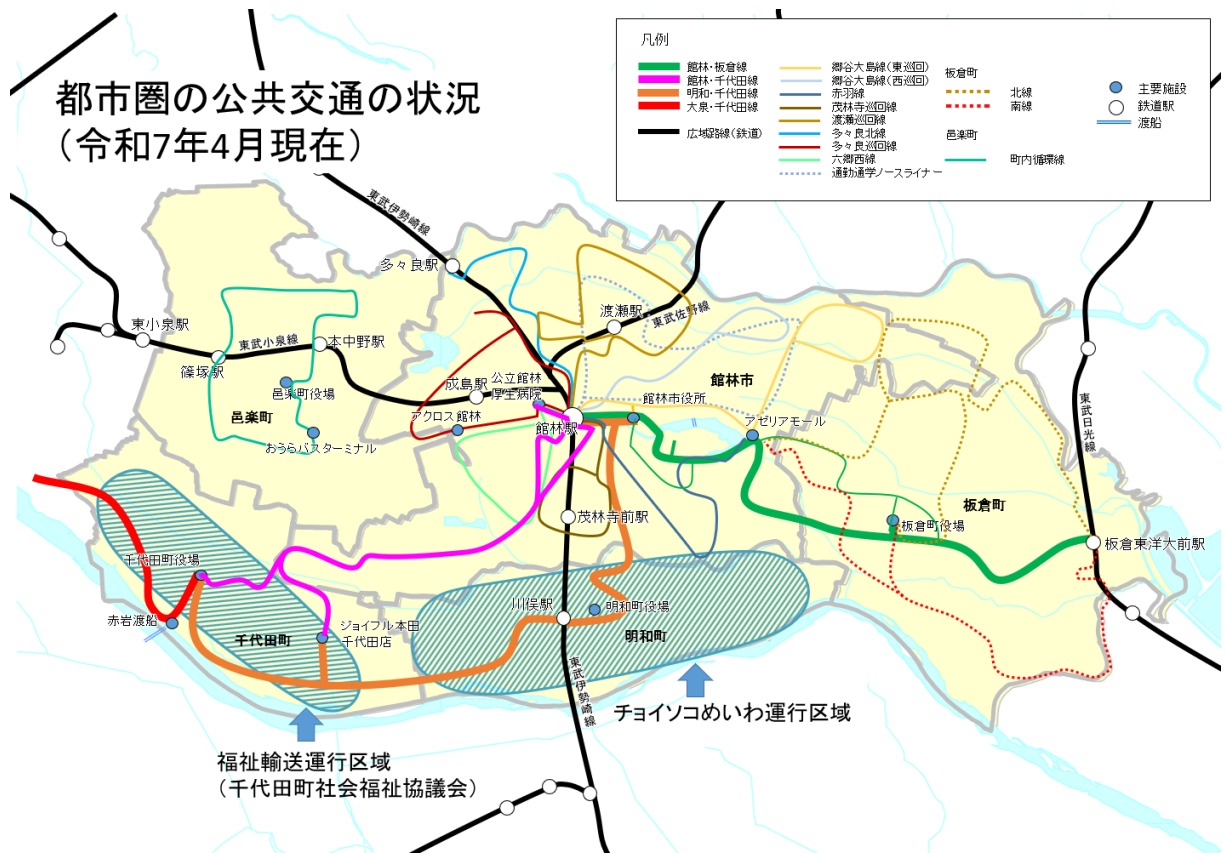 都市圏の公共交通の状況
（令和7年4月現在）
凡例
館林・板倉線
館林・千代田線
明和・千代田線
大泉・千代田線
広域路線（鉄道）
郷谷大島線（東巡回）
郷谷大島線（西巡回）
赤羽線
茂林寺巡回線
渡瀬巡回線
多々良北線
多々良巡回線
六郷西線
通勤通学ノースライナー
板倉町
北線
南線
邑楽町
町内循環線
主要施設
鉄道駅
渡船
東武伊勢崎線
多々良駅
渡瀬駅
東武佐野線
東小泉駅
東武小泉線
本中野駅
篠塚駅
成島駅
公立館林
厚生病院
館林市
邑楽町役場
邑楽町
アクロス館林
館林市役所
館林駅
アゼリアモール
東武日光線
おうらバスターミナル
板倉町
茂林寺前駅
板倉町役場
板倉東洋大前駅
千代田町役場
赤岩渡船
千代田町
ジョイフル本田
千代田店
川俣駅
明和町役場
明和町
東武伊勢崎線
チョイソコめいわ運行区域
福祉輸送運行区域
（千代田町社会福祉協議会）